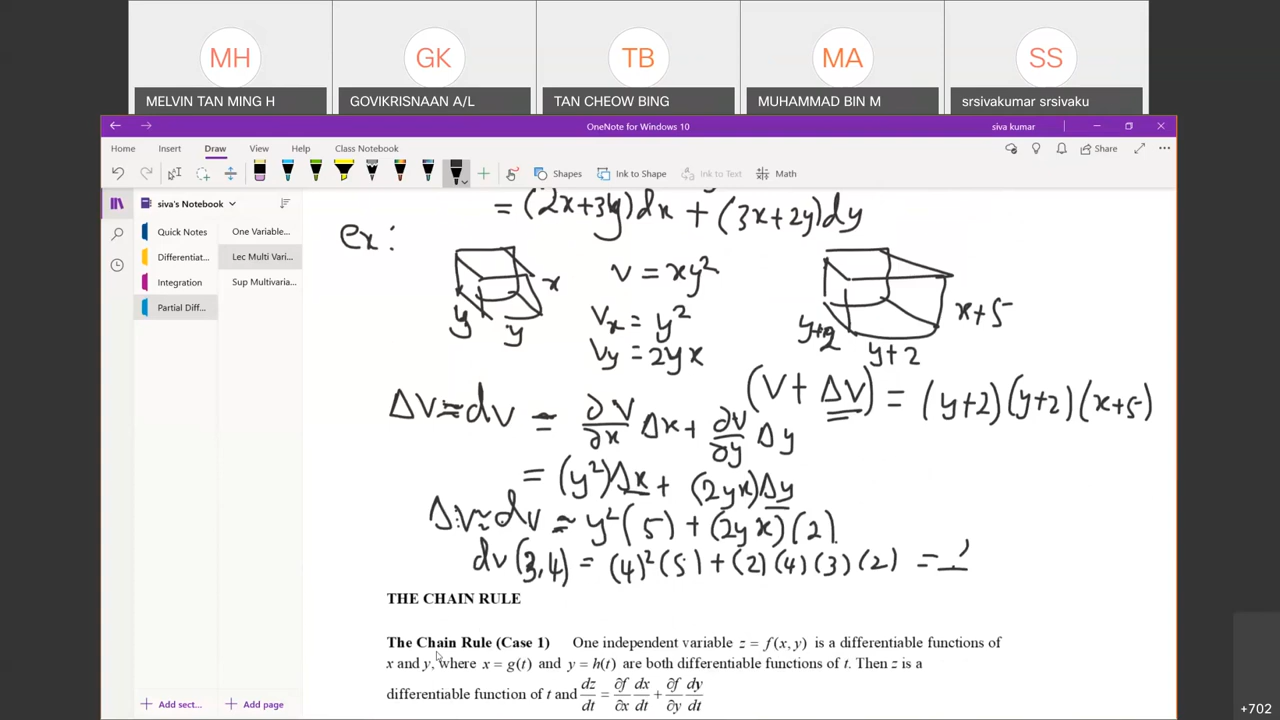 MH GK TB MA SS
MELVIN TAN MING H GOVIKRISNAAN A/L TAN CHEOW BING MUHAMMAD BIN M srsivakumar srsivaku
OneNote for Windows 10 siva kumar
Home Insert Draw View Help Class Notebook Share
Shapes Ink to Shape Ink to Text Math
siva's Notebook
Quick Notes
Differentiat...
Integration
Partial Diff...
One Variable...
Lec Multi Vari...
Sup Multivaria...
= (2x+3y)dx + (3x+2y)dy
ex:
x
y
y
V = xy²
Vx = y²
Vy = 2yx
y+2
y+2
x+5
(V + ΔV) = (y+2)(y+2)(x+5)
ΔV ≈ dV = ∂V/∂x Δx + ∂V/∂y Δy
= (y²)Δx + (2yx)Δy
ΔV ≈ dV ≈ y²(5) + (2yx)(2)
dv(3,4) = (4)²(5) + (2)(4)(3)(2) =
THE CHAIN RULE
The Chain Rule (Case 1) One independent variable z = f(x, y) is a differentiable functions of
x and y, where x = g(t) and y = h(t) are both differentiable functions of t. Then z is a
differentiable function of t and dz/dt = ∂f/∂x dx/dt + ∂f/∂y dy/dt
Add sect... Add page
+702